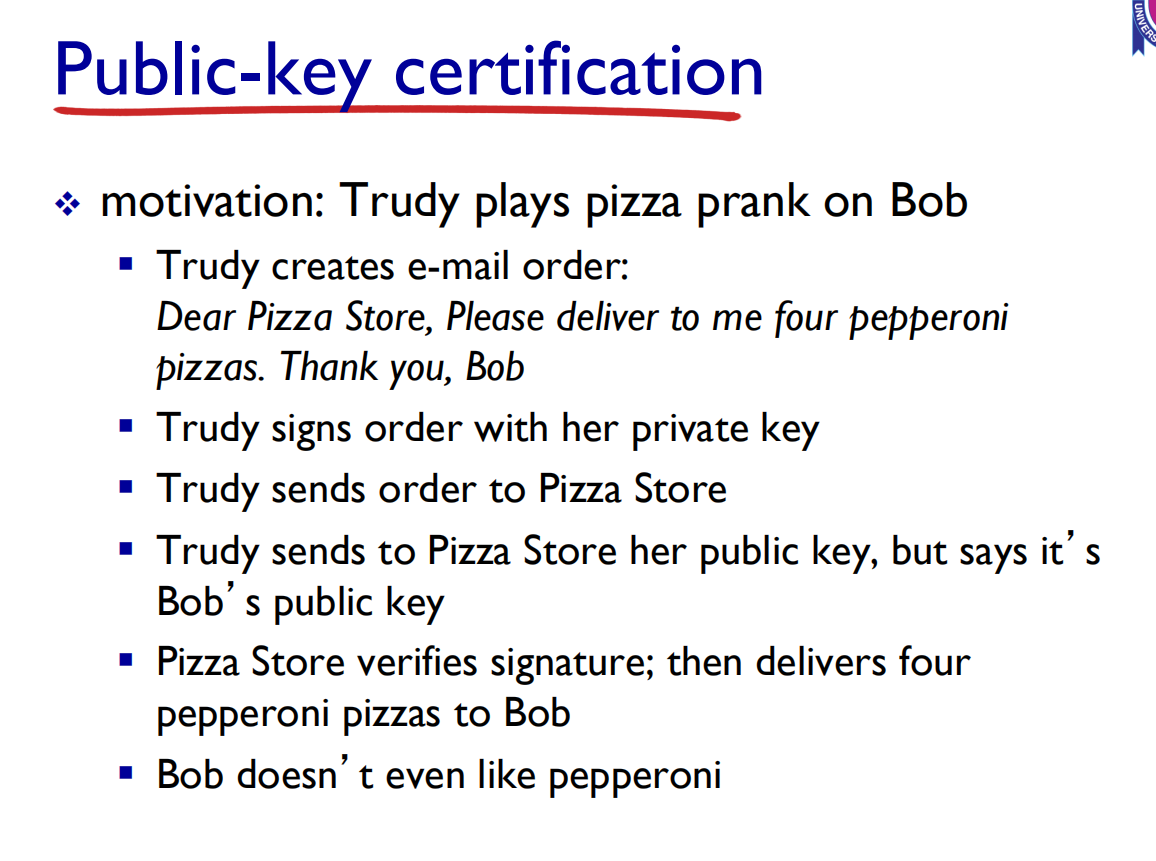 Public-key certification
motivation: Trudy plays pizza prank on Bob
Trudy creates e-mail order:
Dear Pizza Store, Please deliver to me four pepperoni
pizzas. Thank you, Bob
Trudy signs order with her private key
Trudy sends order to Pizza Store
Trudy sends to Pizza Store her public key, but says it’s
Bob’s public key
Pizza Store verifies signature; then delivers four
pepperoni pizzas to Bob
Bob doesn’t even like pepperoni